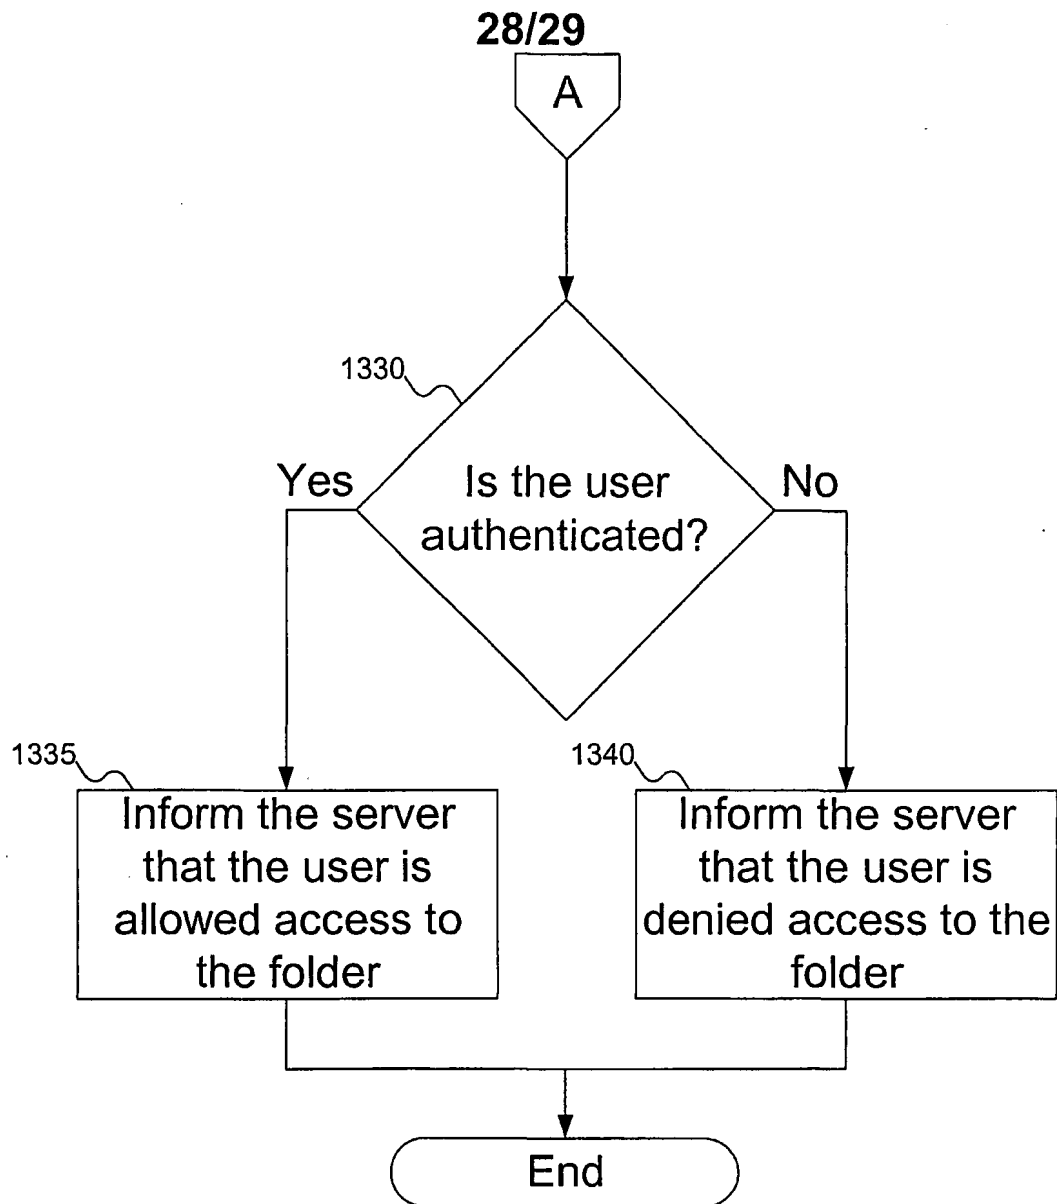 28/29
A
1330
Yes
Is the user
authenticated?
No
1335
Inform the server
that the user is
allowed access to
the folder
1340
Inform the server
that the user is
denied access to the
folder
End